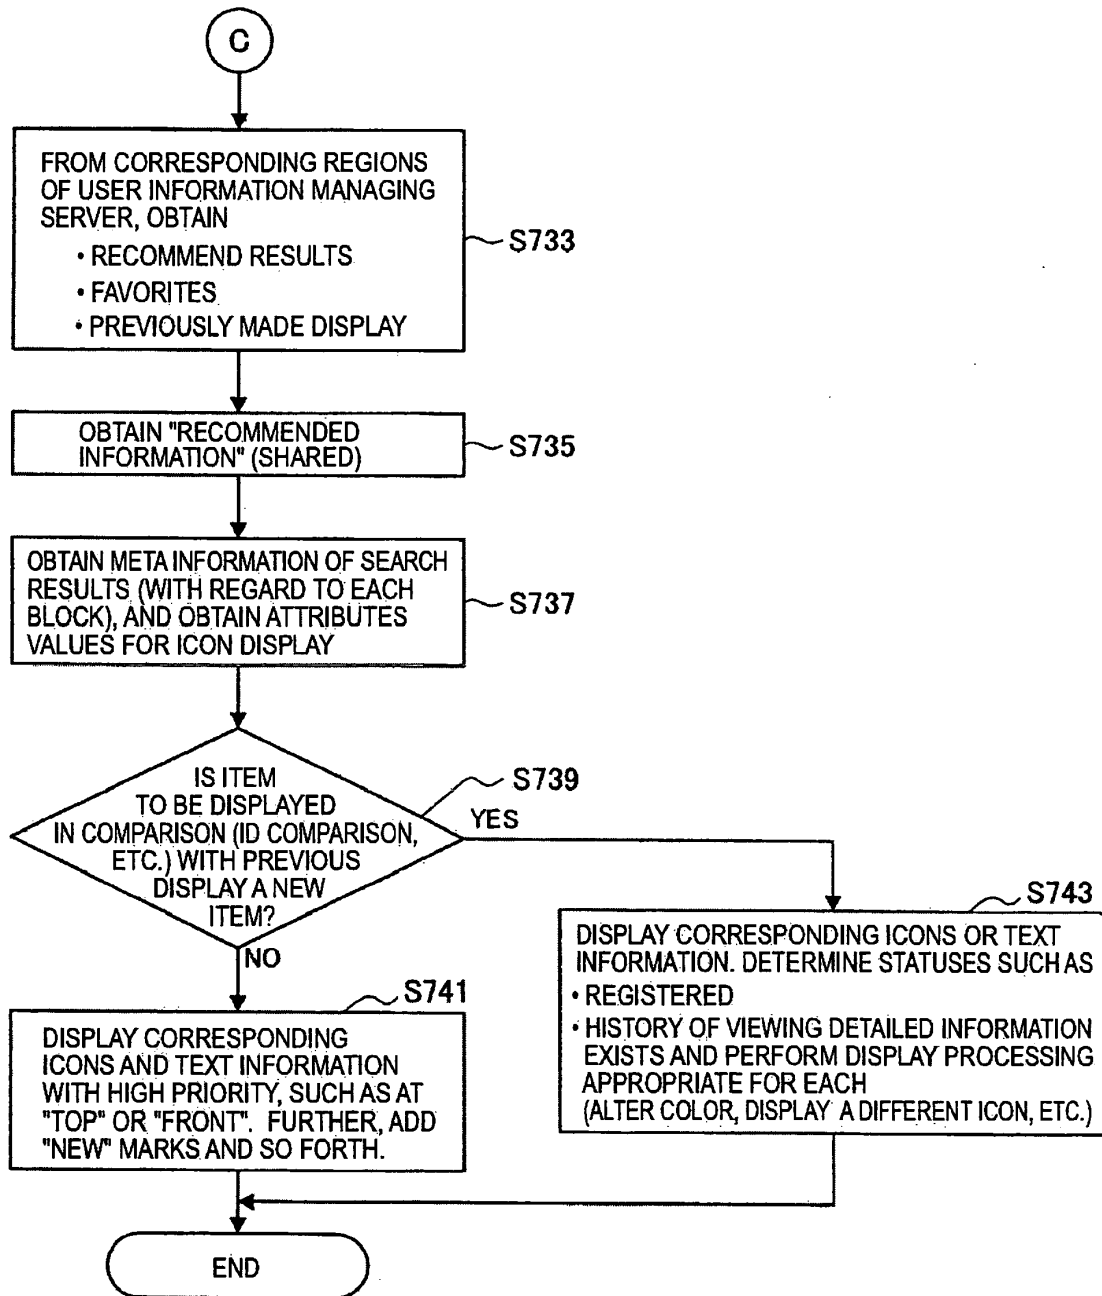 C
FROM CORRESPONDING REGIONS
OF USER INFORMATION MANAGING
SERVER, OBTAIN
• RECOMMEND RESULTS
• FAVORITES
• PREVIOUSLY MADE DISPLAY
S733
OBTAIN "RECOMMENDED
INFORMATION" (SHARED)
S735
OBTAIN META INFORMATION OF SEARCH
RESULTS (WITH REGARD TO EACH
BLOCK), AND OBTAIN ATTRIBUTES
VALUES FOR ICON DISPLAY
S737
IS ITEM
TO BE DISPLAYED
IN COMPARISON (ID COMPARISON,
ETC.) WITH PREVIOUS
DISPLAY A NEW
ITEM?
S739
YES
NO
S741
DISPLAY CORRESPONDING
ICONS AND TEXT INFORMATION
WITH HIGH PRIORITY, SUCH AS AT
"TOP" OR "FRONT". FURTHER, ADD
"NEW" MARKS AND SO FORTH.
S743
DISPLAY CORRESPONDING ICONS OR TEXT
INFORMATION. DETERMINE STATUSES SUCH AS
• REGISTERED
• HISTORY OF VIEWING DETAILED INFORMATION
EXISTS AND PERFORM DISPLAY PROCESSING
APPROPRIATE FOR EACH
(ALTER COLOR, DISPLAY A DIFFERENT ICON, ETC.)
END